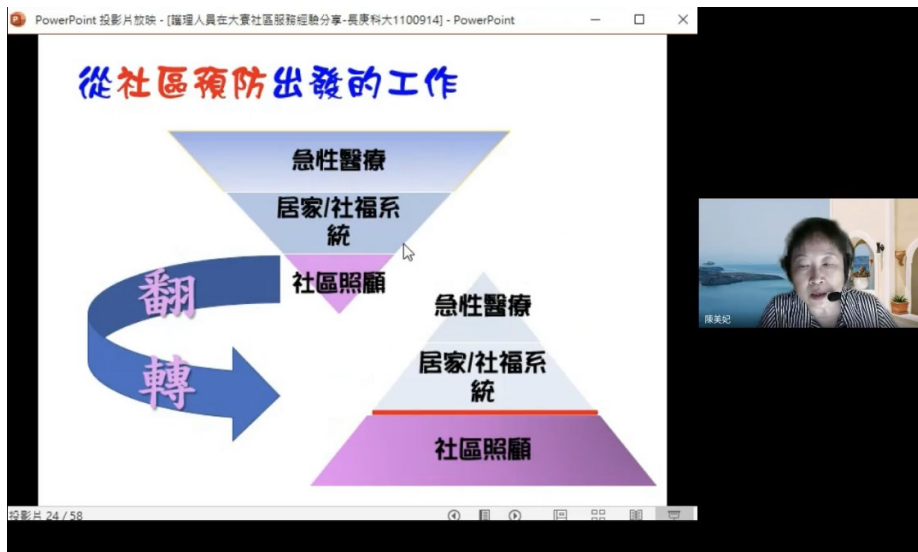 PowerPoint 投影片放映 - [護理人員在大寮社區服務經驗分享-長庚科大1100914] - PowerPoint
從社區預防出發的工作
急性醫療
居家/社福系
統
社區照顧
翻
轉
急性醫療
居家/社福系
統
社區照顧
陳美妃
投影片 24 / 58